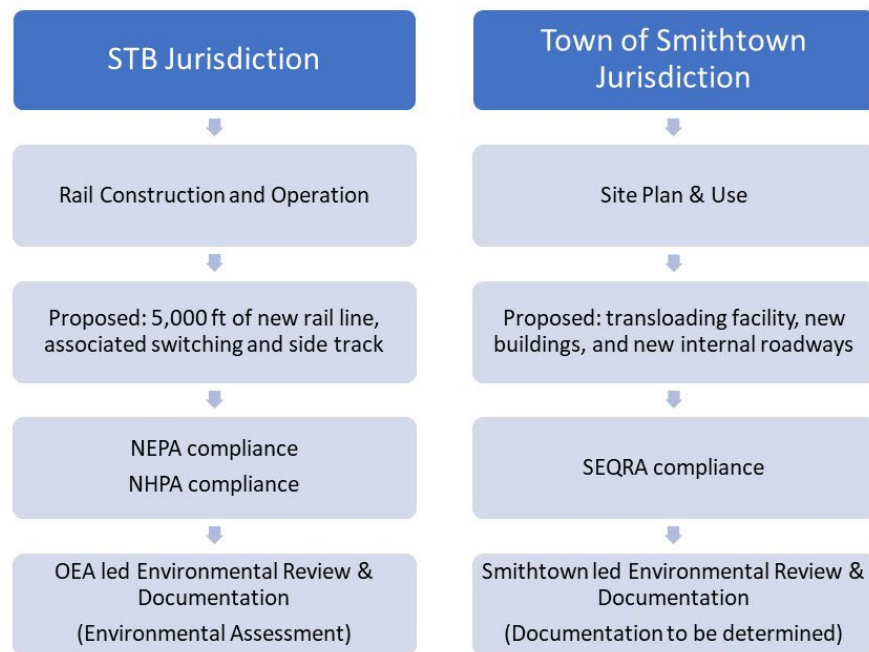 STB Jurisdiction
Rail Construction and Operation
Proposed: 5,000 ft of new rail line,
associated switching and side track
NEPA compliance
NHPA compliance
OEA led Environmental Review &
Documentation
(Environmental Assessment)
Town of Smithtown
Jurisdiction
Site Plan & Use
Proposed: transloading facility, new
buildings, and new internal roadways
SEQRA compliance
Smithtown led Environmental Review &
Documentation
(Documentation to be determined)